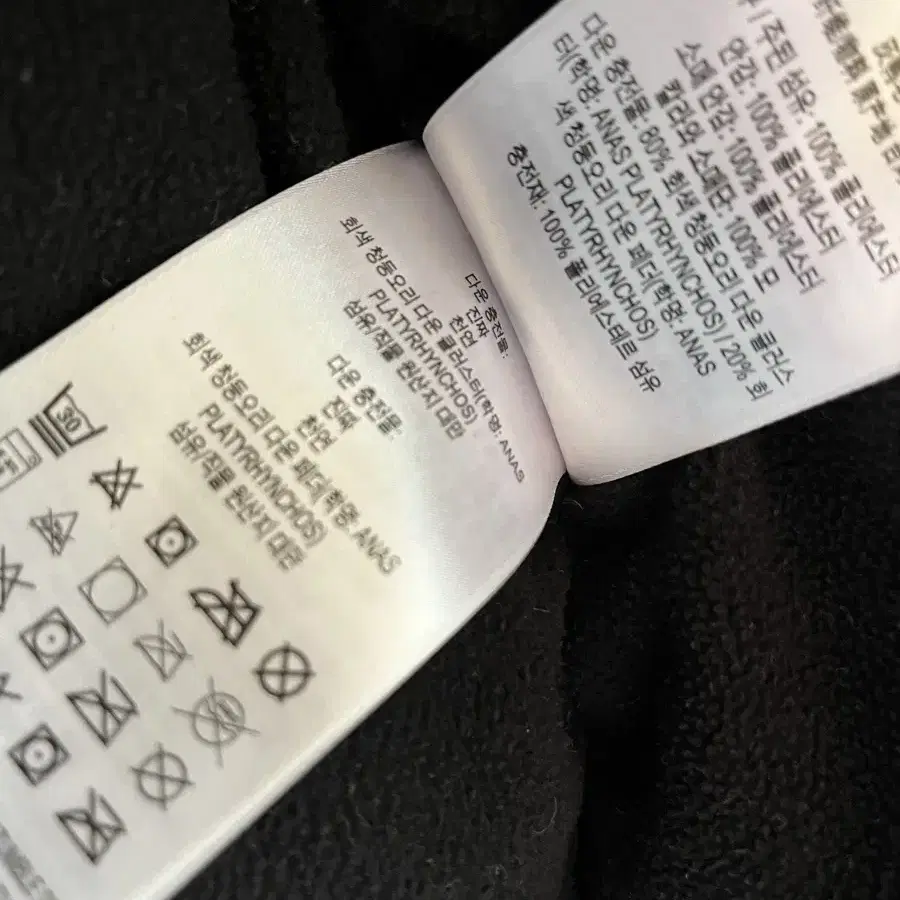 주된 섬유: 100% 폴리에스터
안감: 100% 폴리에스터
소매 안감: 100% 폴리에스터
칼라와 소매단: 100% 모
다운 충전물: 80% 회색 청동오리 다운 클러스
터(학명: ANAS PLATYRHYNCHOS) / 20% 회
색 청동오리 다운 페더(학명: ANAS
PLATYRHYNCHOS)
충전재: 100% 폴리에스테르 섬유
다운 충전물:
진짜
천연
회색 청동오리 다운 클러스터(학명: ANAS
PLATYRHYNCHOS)
섬유/직물 원산지 대만
다운 충전물:
진짜
천연
회색 청동오리 다운 페더(학명: ANAS
PLATYRHYNCHOS)
섬유/직물 원산지 대만
30